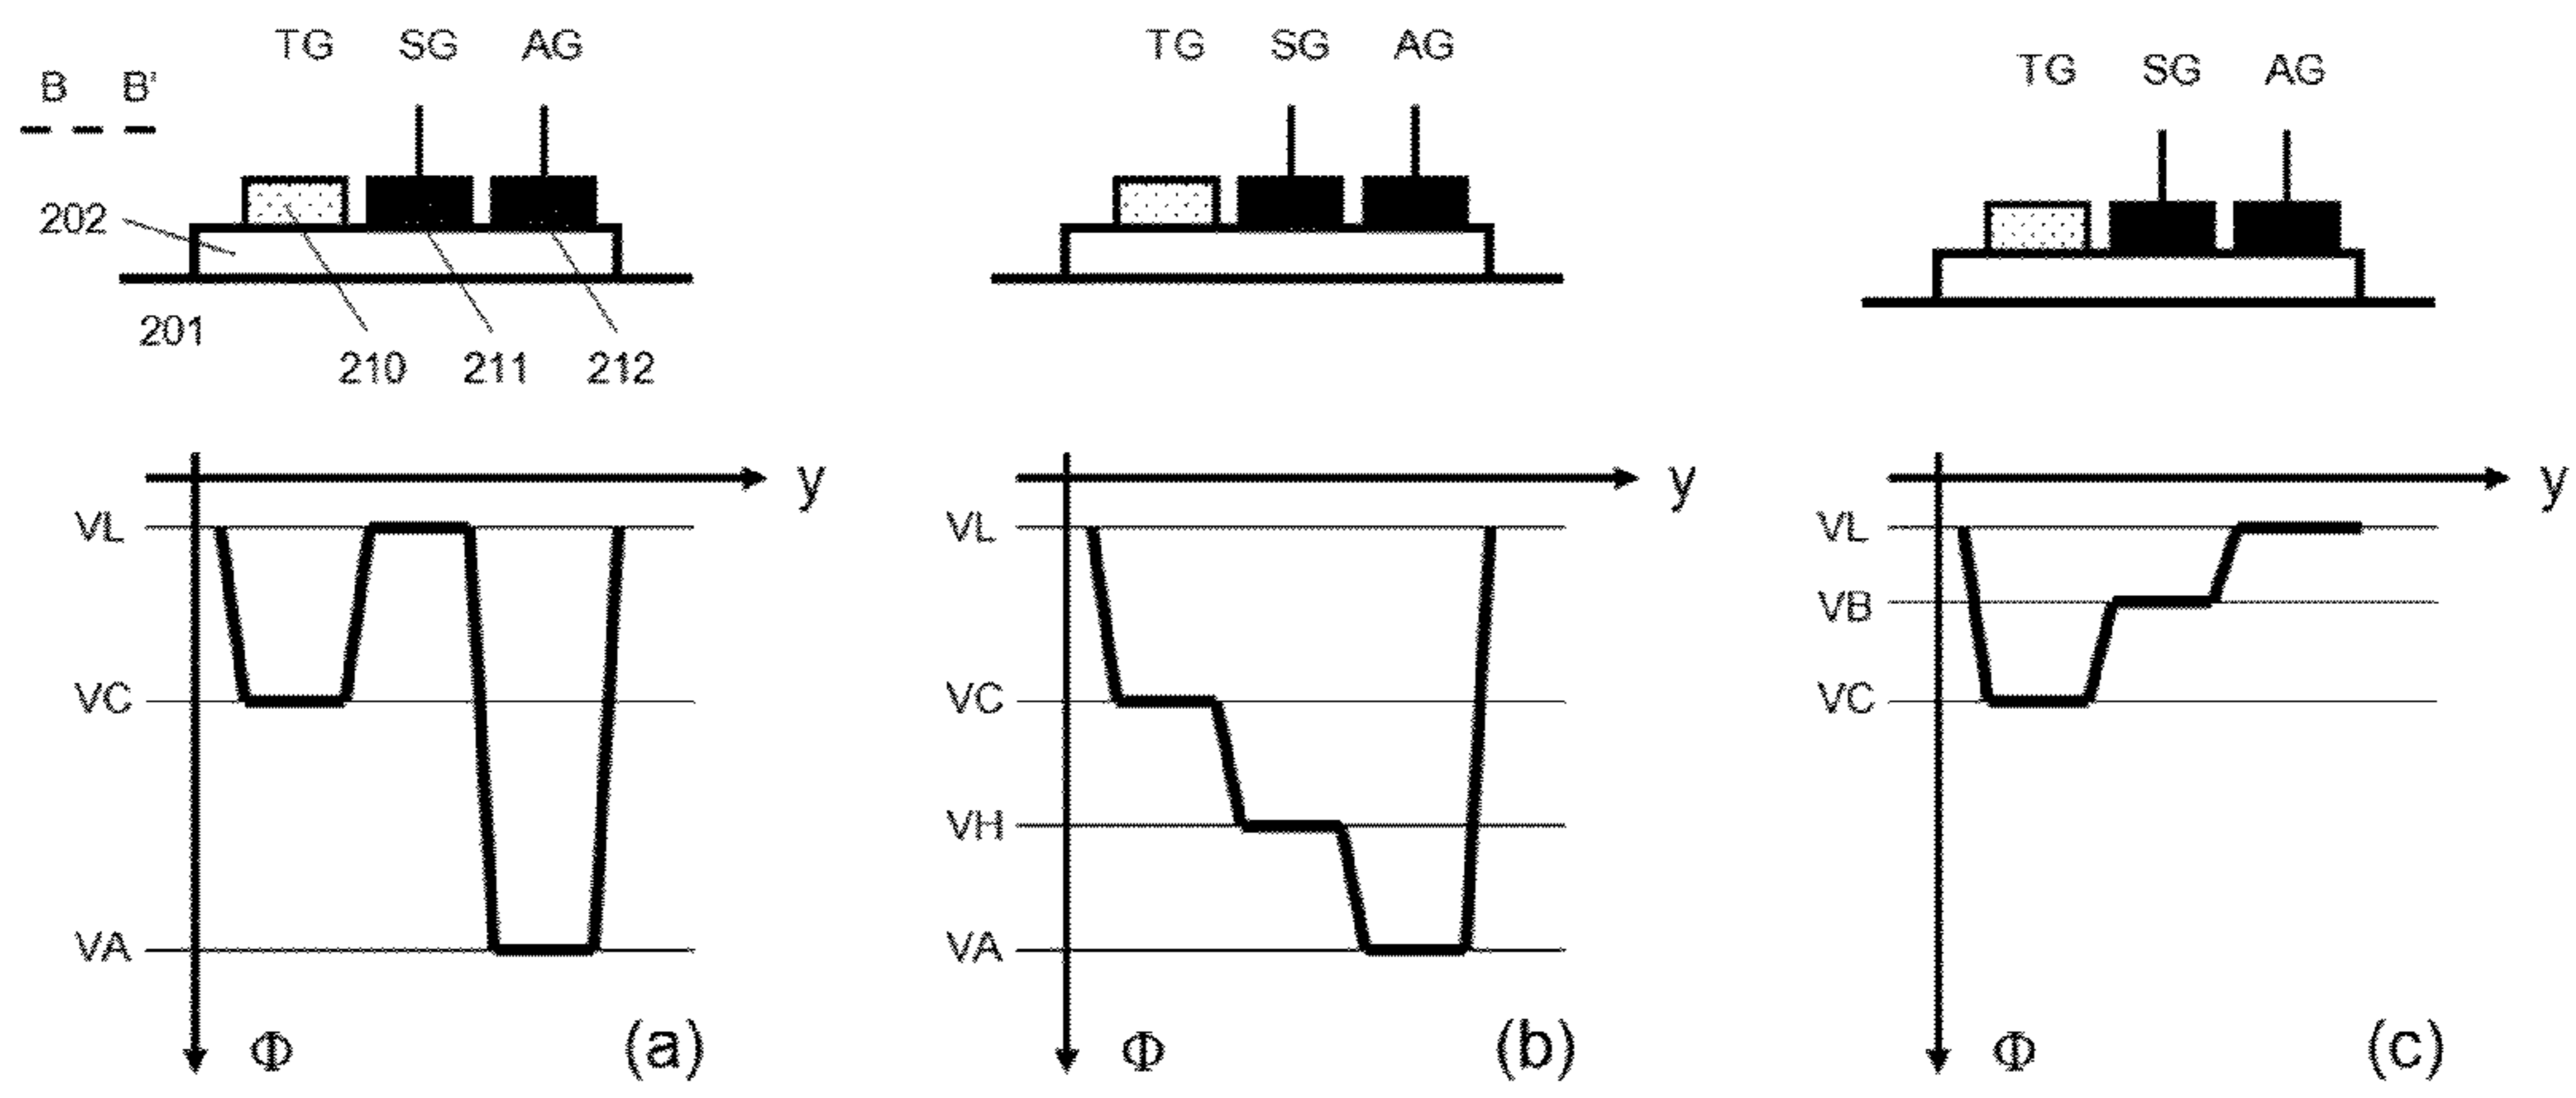 TG SG AG
B B'
202
201
210 211 212
y
VL
VC
VA
Φ
(a)
TG SG AG
y
VL
VC
VH
VA
Φ
(b)
TG SG AG
y
VL
VB
VC
Φ
(c)